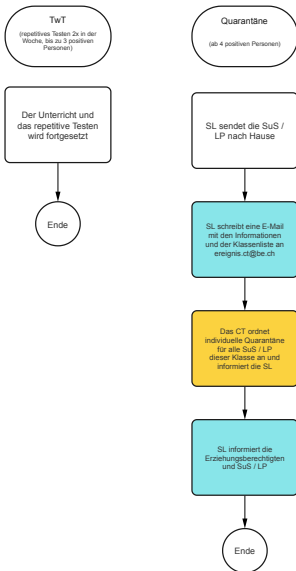 TwT
(repetitives Testen 2x in der
Woche, bis zu 3 positiven
Personen)
Der Unterricht und
das repetitive Testen
wird fortgesetzt
Ende
Quarantäne
(ab 4 positiven Personen)
SL sendet die SuS /
LP nach Hause
SL schreibt eine E-Mail
mit den Informationen
und der Klassenliste an
ereignis.ct@be.ch
Das CT ordnet
individuelle Quarantäne
für alle SuS / LP
dieser Klasse an und
informiert die SL
SL informiert die
Erziehungsberechtigten
und SuS / LP
Ende